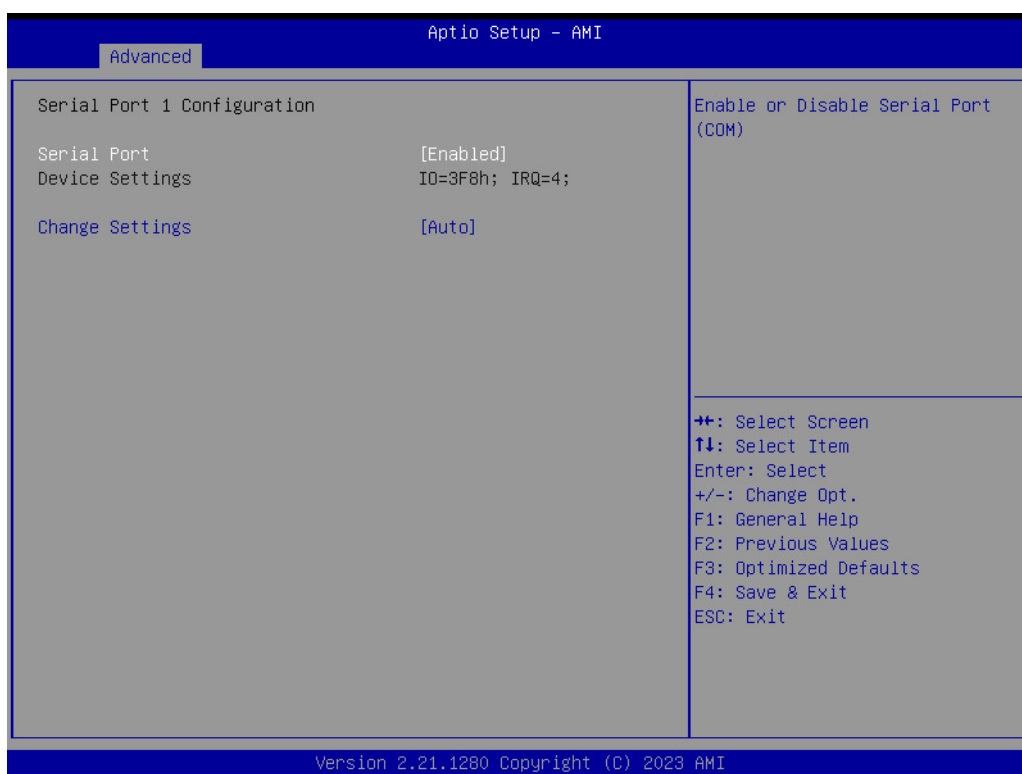 Aptio Setup - AMI
Advanced
Serial Port 1 Configuration
Serial Port [Enabled]
Device Settings IO=3F8h; IRQ=4;
Change Settings [Auto]
Enable or Disable Serial Port
(COM)
→←: Select Screen
↑↓: Select Item
Enter: Select
+/-: Change Opt.
F1: General Help
F2: Previous Values
F3: Optimized Defaults
F4: Save & Exit
ESC: Exit
Version 2.21.1280 Copyright (C) 2023 AMI